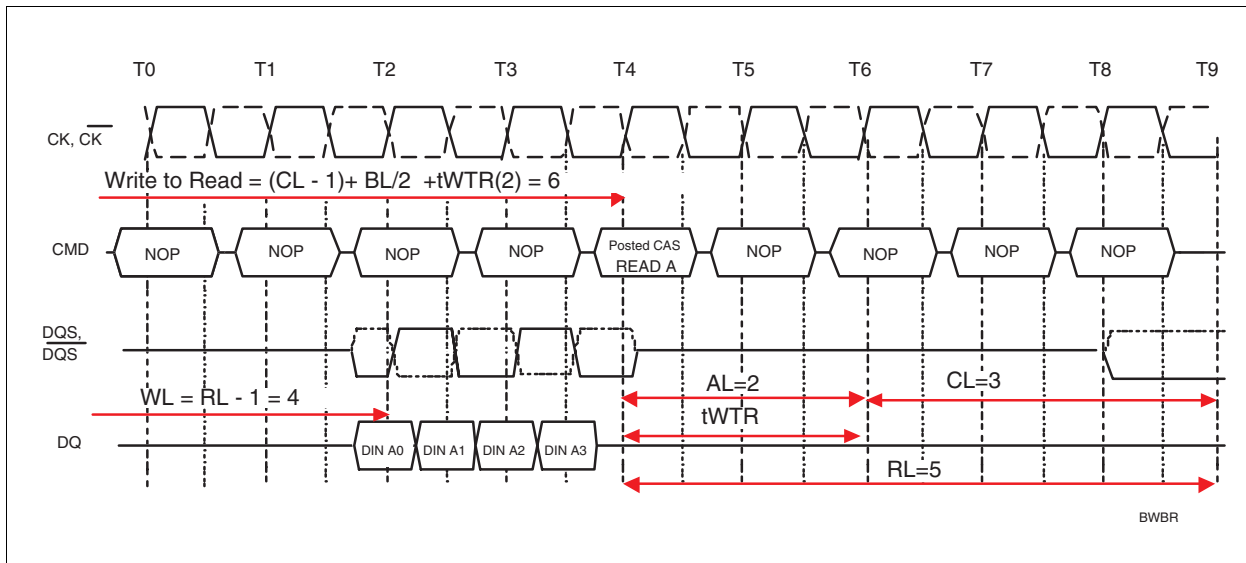 T0 T1 T2 T3 T4 T5 T6 T7 T8 T9
CK, CK
Write to Read = (CL - 1)+ BL/2 +tWTR(2) = 6
CMD NOP NOP NOP NOP Posted CAS READ A NOP NOP NOP NOP
DQS,
DQS
AL=2 CL=3
WL = RL - 1 = 4
tWTR
DQ DIN A0 DIN A1 DIN A2 DIN A3
RL=5
BWBR